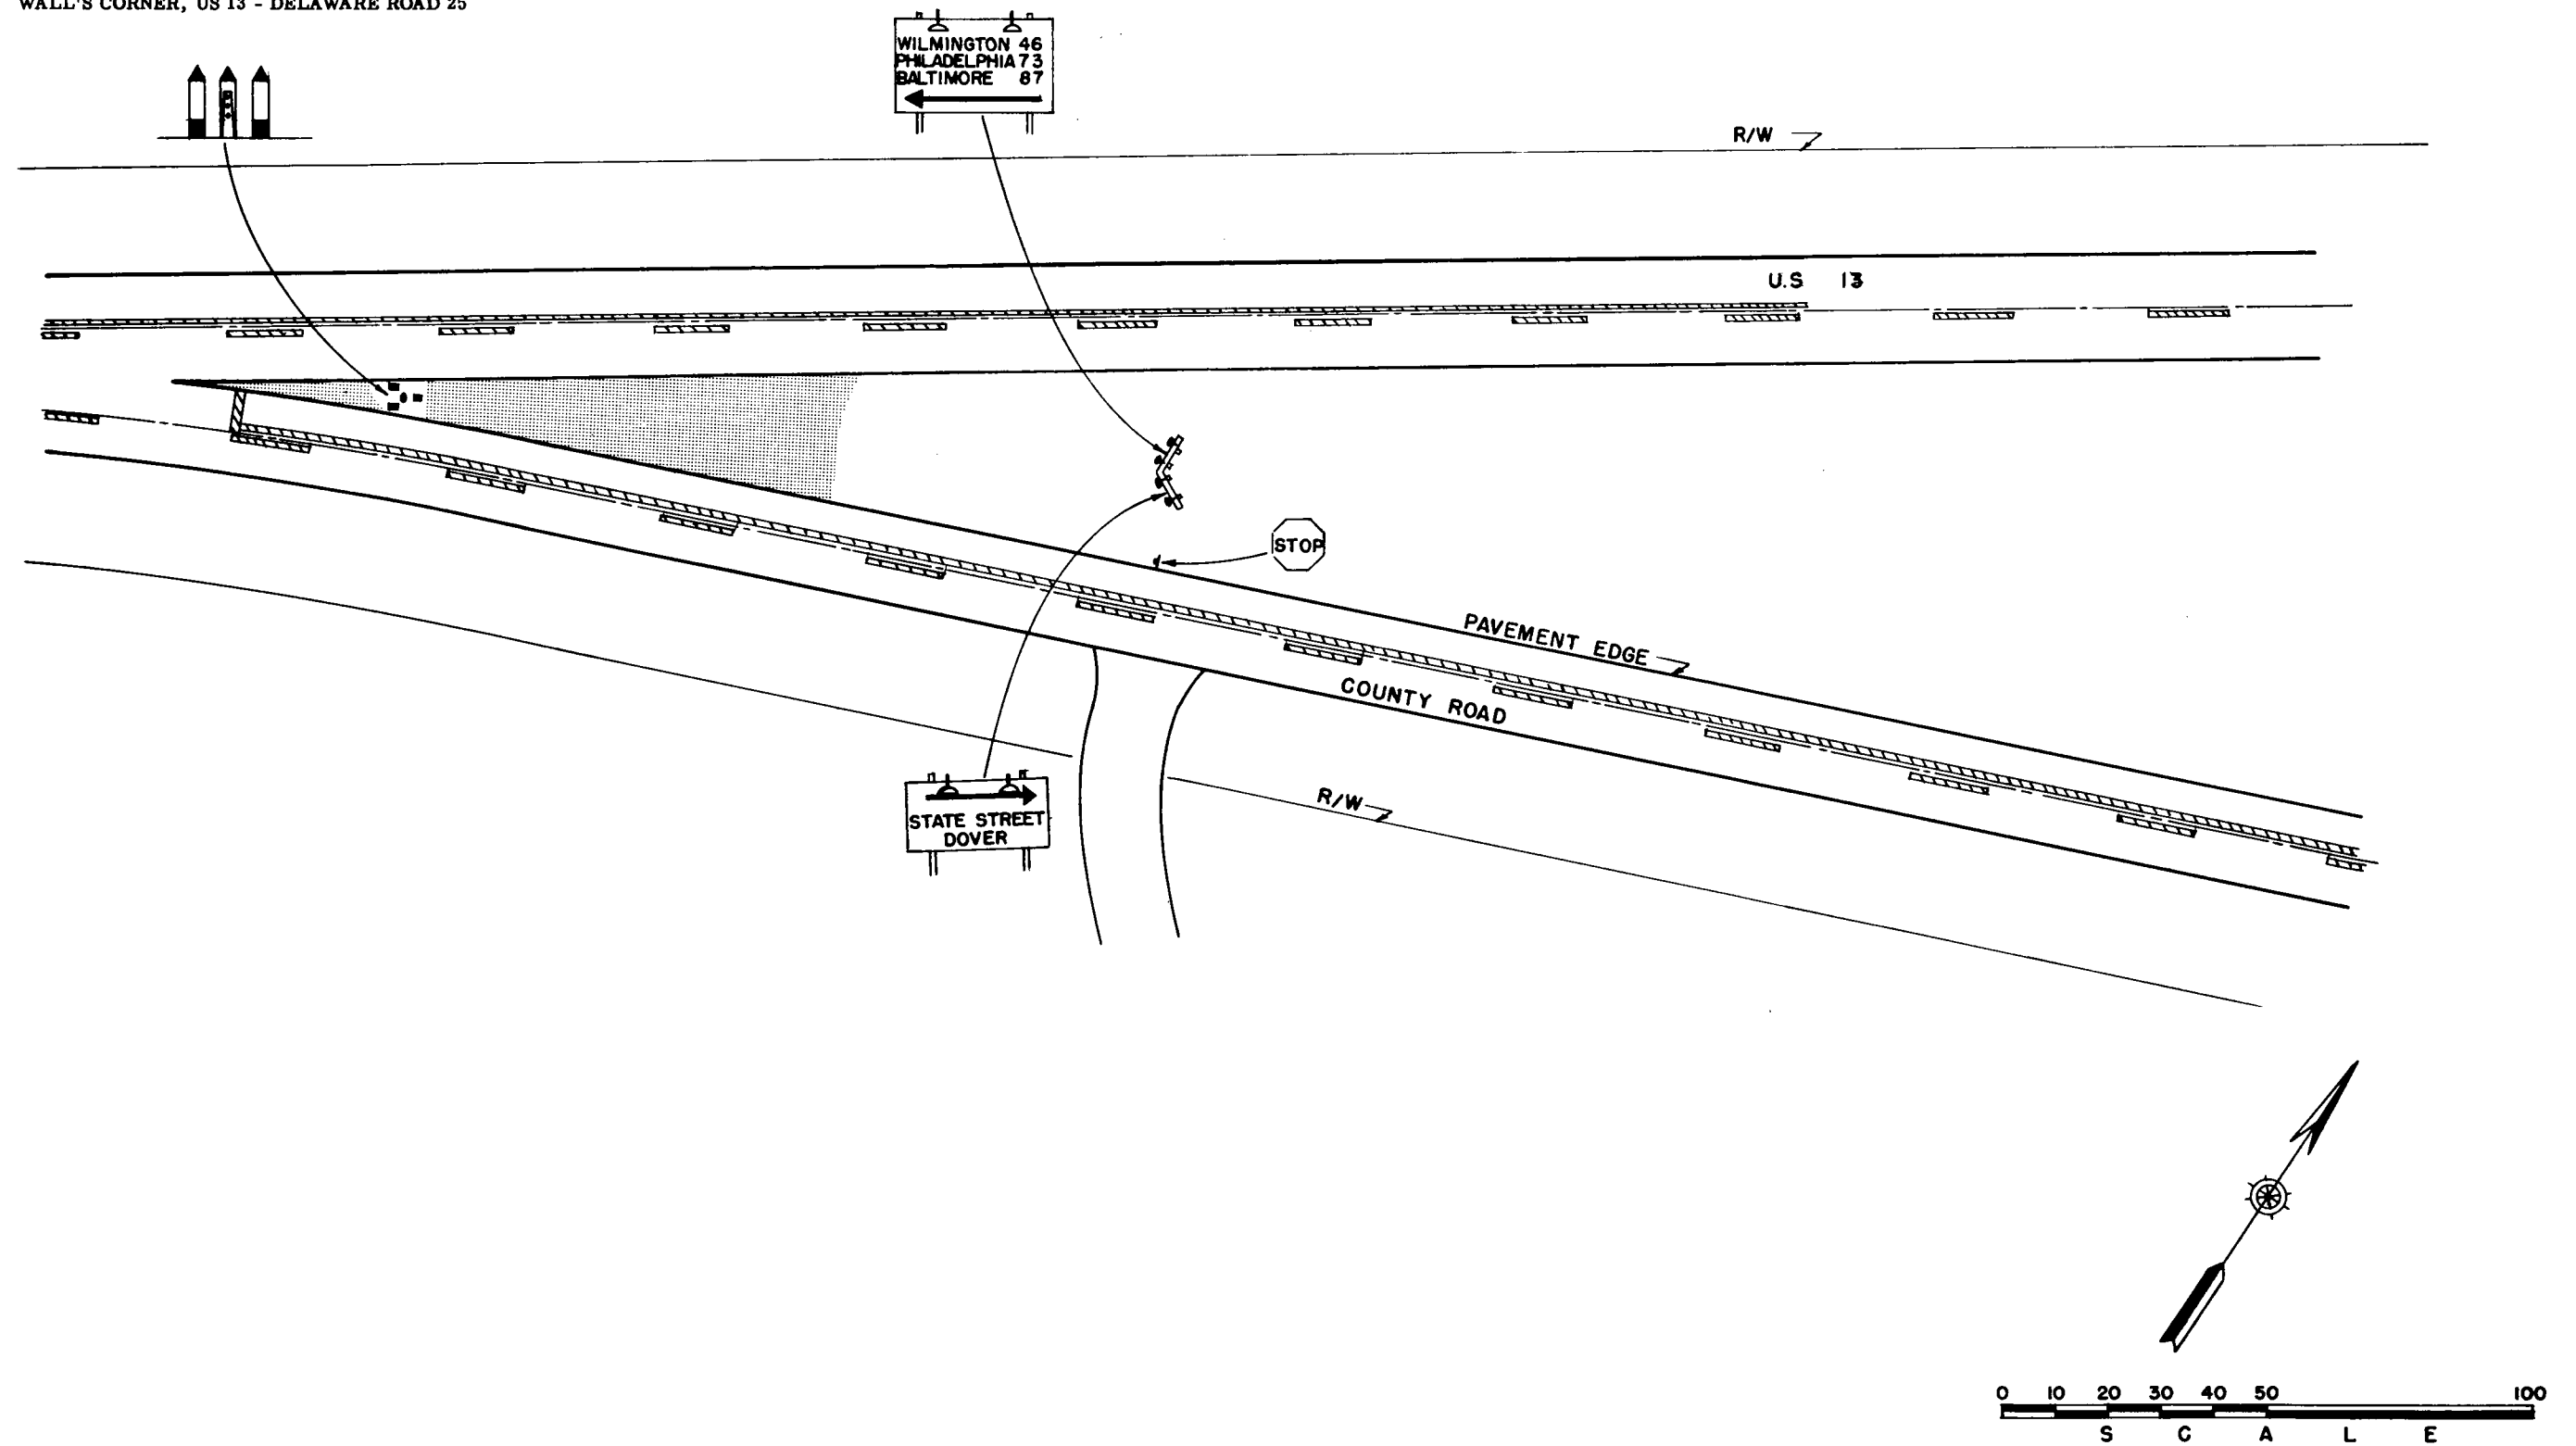 WALL'S CORNER, US 13 - DELAWARE ROAD 25
WILMINGTON 46
PHILADELPHIA 73
BALTIMORE 87
R/W
U.S 13
STOP
PAVEMENT EDGE
COUNTY ROAD
R/W
STATE STREET
DOVER
0 10 20 30 40 50 100
S C A L E